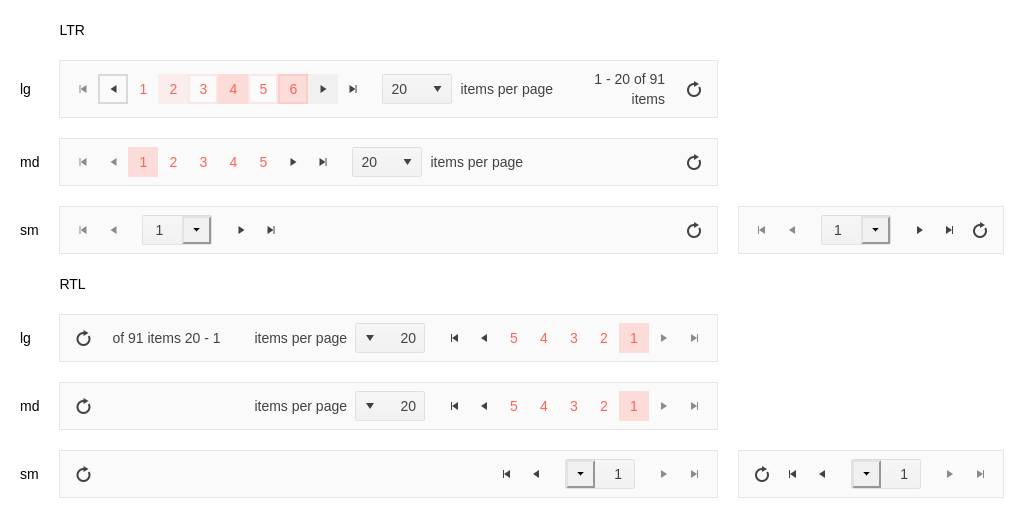 LTR
lg 1 2 3 4 5 6 20 items per page 1 - 20 of 91 items
md 1 2 3 4 5 20 items per page
sm 1 1
RTL
lg of 91 items 20 - 1 items per page 20 5 4 3 2 1
md items per page 20 5 4 3 2 1
sm 1 1